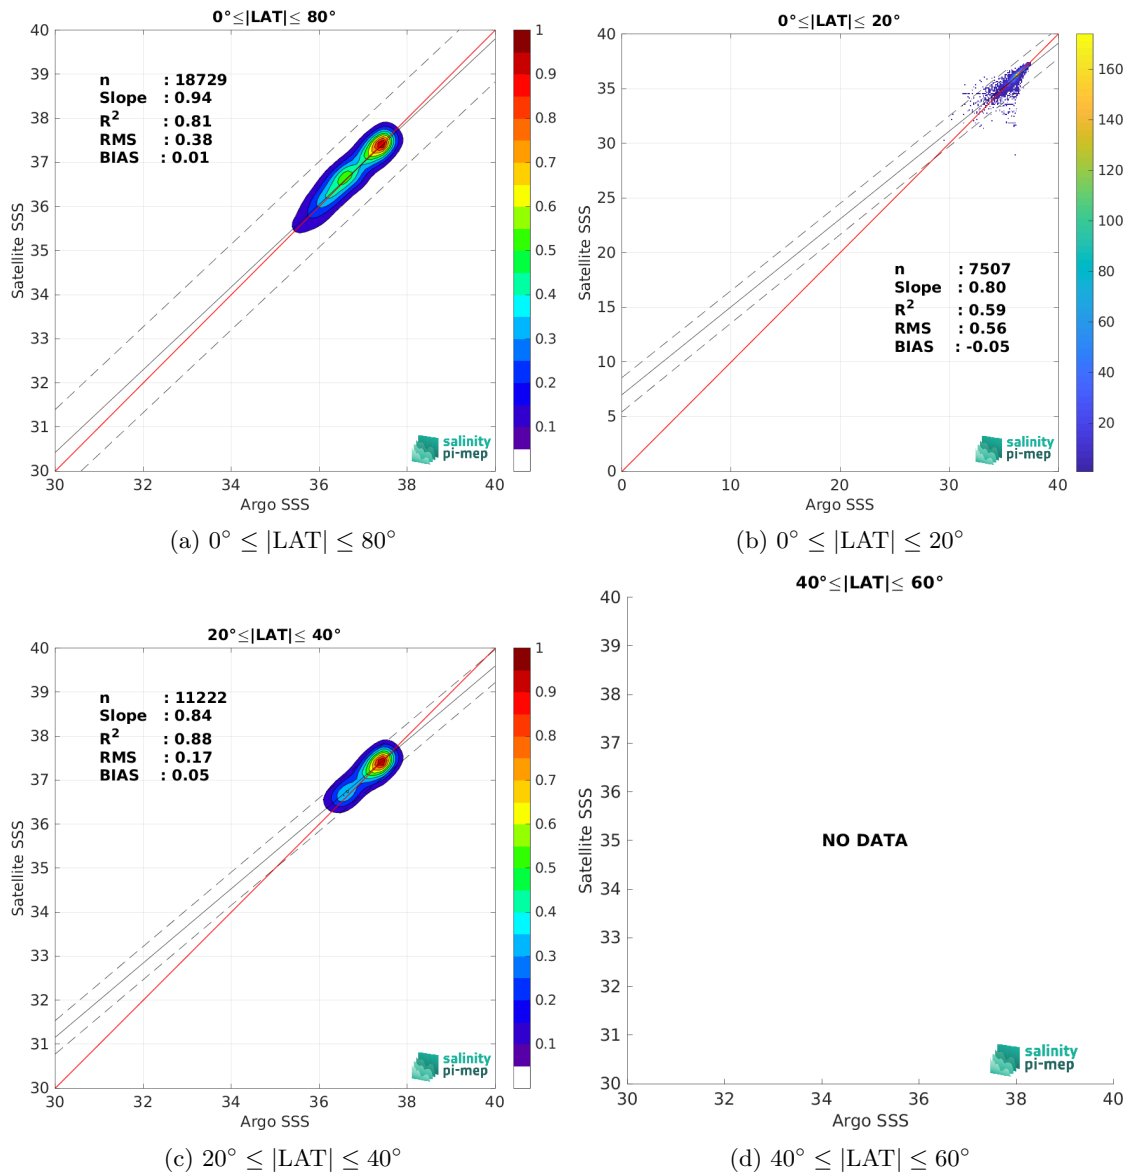 0°≤|LAT|≤ 80°
40
39
38
37
36
35
34
33
32
31
30
30 32 34 36 38 40
Satellite SSS
Argo SSS
n : 18729
Slope : 0.94
R² : 0.81
RMS : 0.38
BIAS : 0.01
salinity
pi-mep
1
0.9
0.8
0.7
0.6
0.5
0.4
0.3
0.2
0.1
(a) 0° ≤ |LAT| ≤ 80°
0°≤|LAT|≤ 20°
40
35
30
25
20
15
10
5
0
0 10 20 30 40
Satellite SSS
Argo SSS
n : 7507
Slope : 0.80
R² : 0.59
RMS : 0.56
BIAS : -0.05
salinity
pi-mep
160
140
120
100
80
60
40
20
(b) 0° ≤ |LAT| ≤ 20°
20°≤|LAT|≤ 40°
40
39
38
37
36
35
34
33
32
31
30
30 32 34 36 38 40
Satellite SSS
Argo SSS
n : 11222
Slope : 0.84
R² : 0.88
RMS : 0.17
BIAS : 0.05
salinity
pi-mep
1
0.9
0.8
0.7
0.6
0.5
0.4
0.3
0.2
0.1
(c) 20° ≤ |LAT| ≤ 40°
40°≤|LAT|≤ 60°
40
39
38
37
36
35
34
33
32
31
30
30 32 34 36 38 40
Satellite SSS
Argo SSS
NO DATA
salinity
pi-mep
(d) 40° ≤ |LAT| ≤ 60°